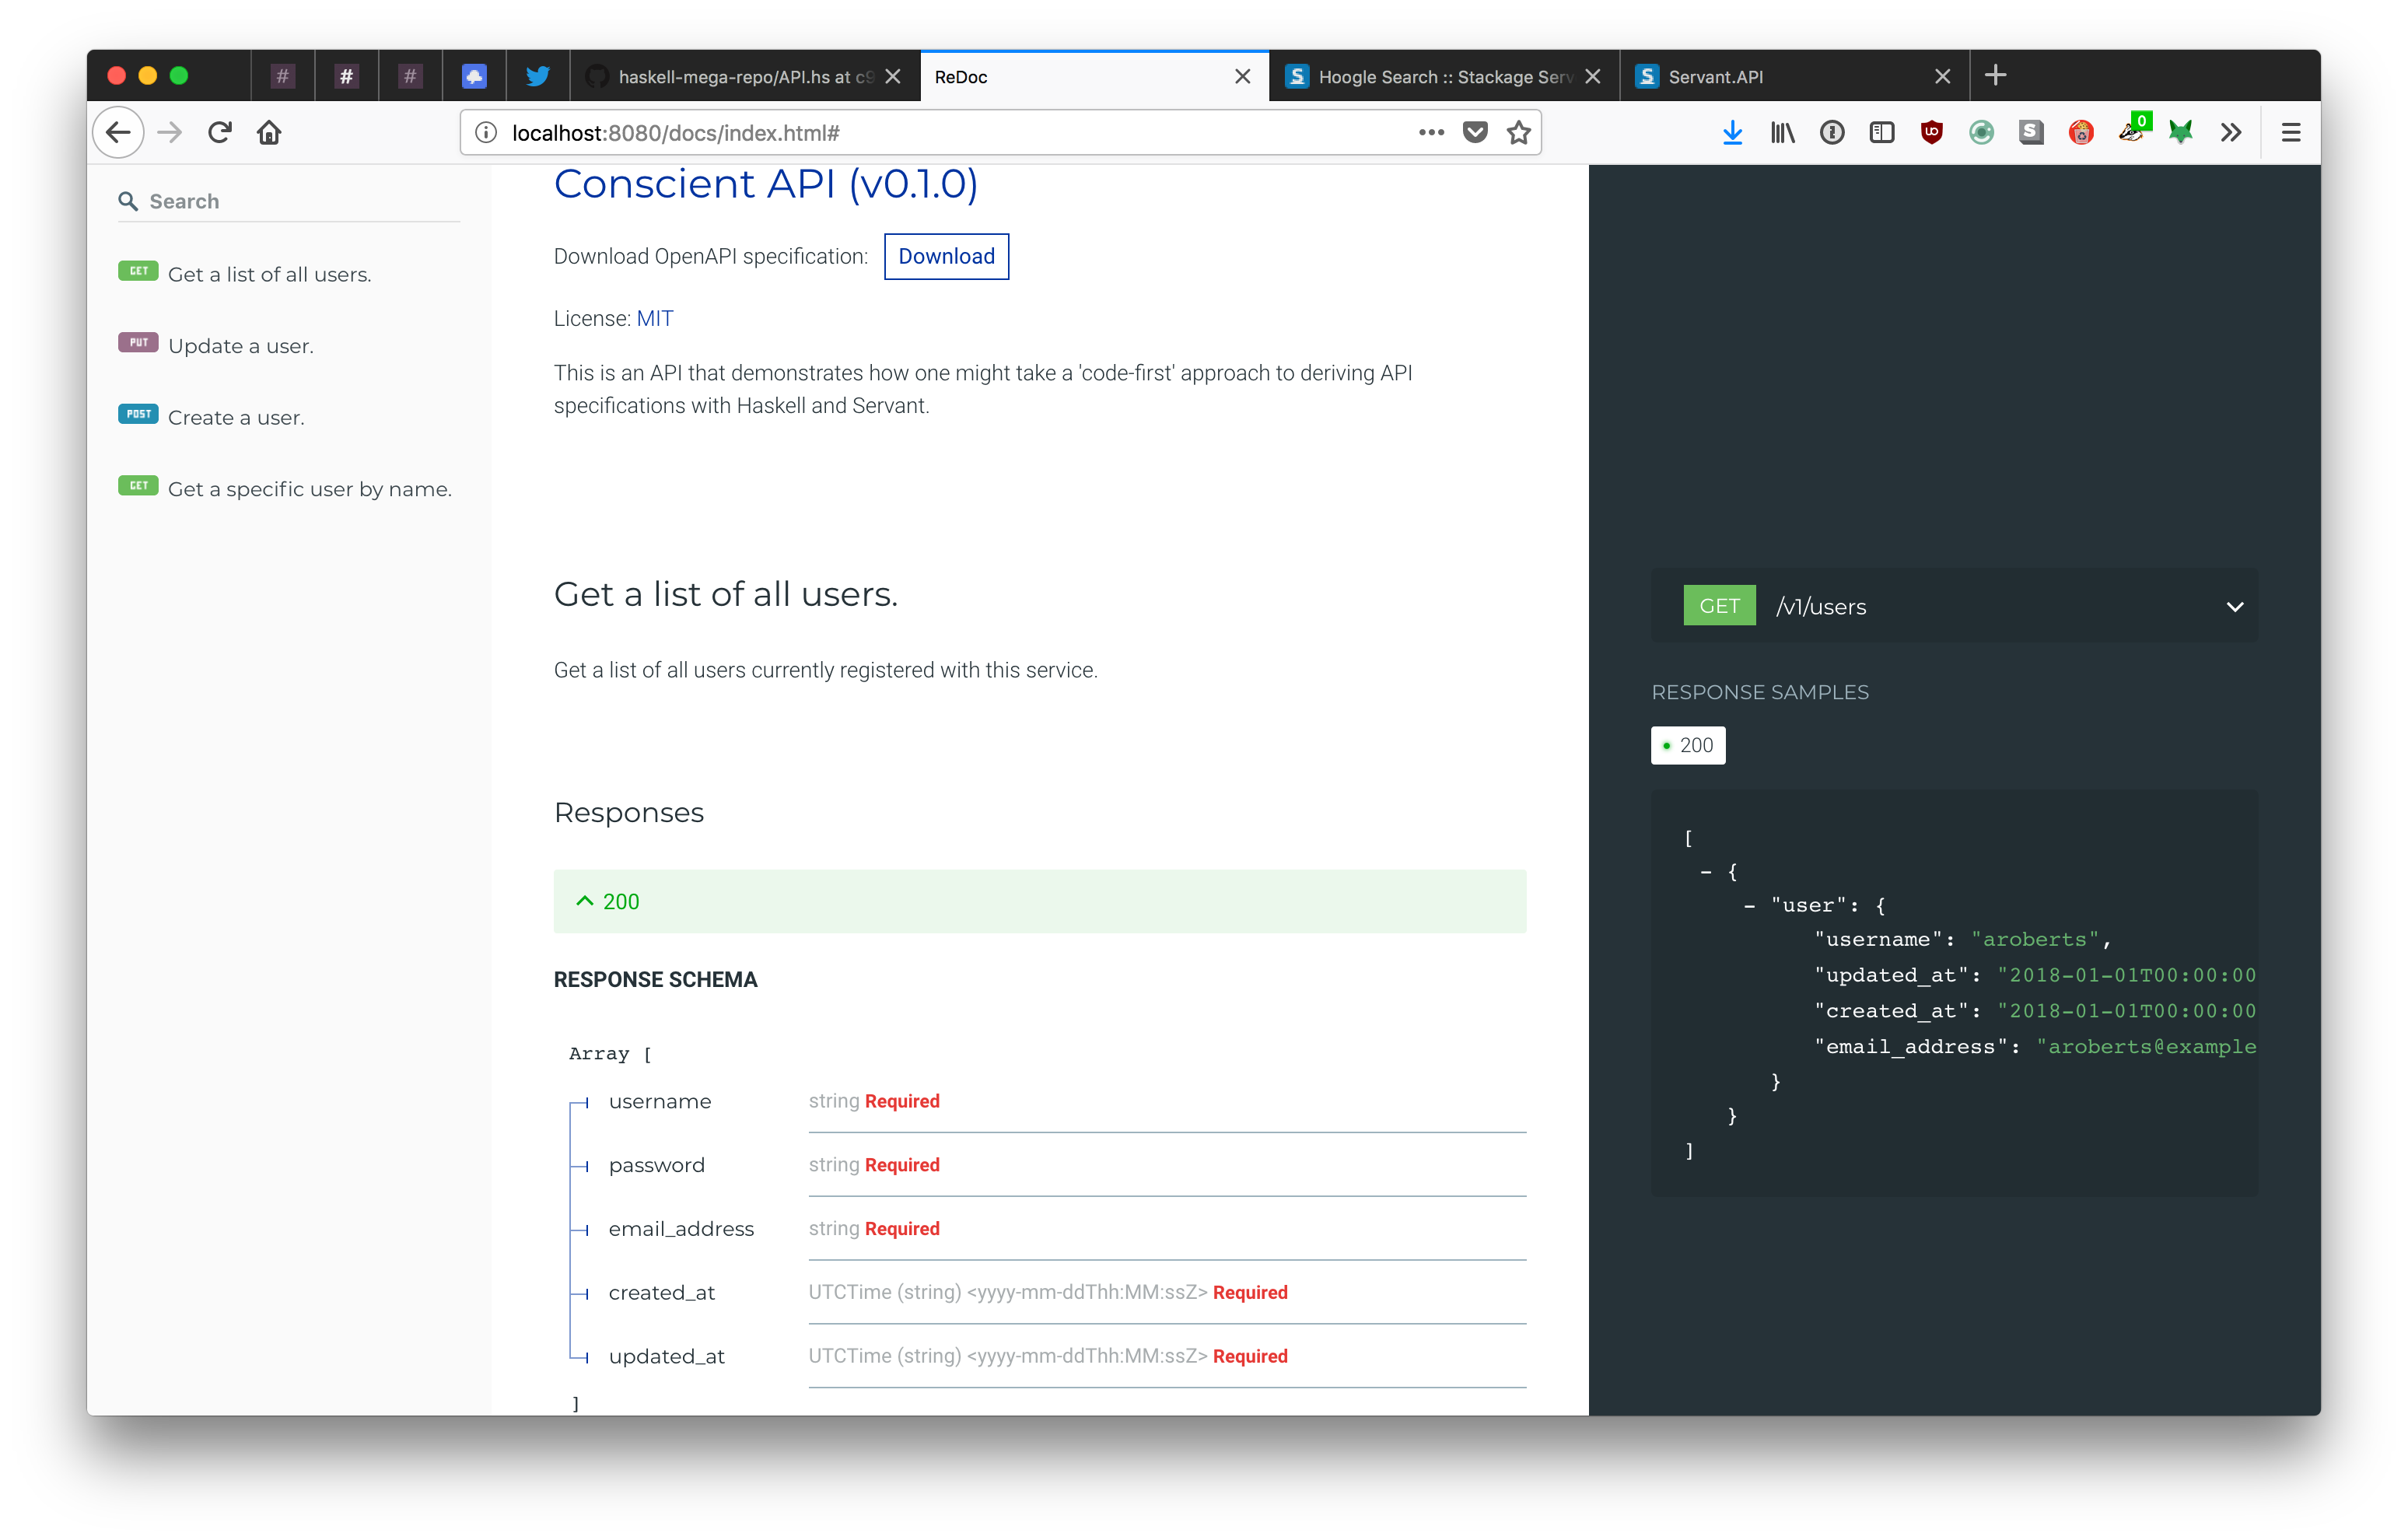 # # # haskell-mega-repo/API.hs at c9 ReDoc Hoogle Search :: Stackage Serv Servant.API
localhost:8080/docs/index.html#
0
Search
GET Get a list of all users.
PUT Update a user.
POST Create a user.
GET Get a specific user by name.
Conscient API (v0.1.0)
Download OpenAPI specification: Download
License: MIT
This is an API that demonstrates how one might take a 'code-first' approach to deriving API
specifications with Haskell and Servant.
Get a list of all users.
Get a list of all users currently registered with this service.
Responses
200
RESPONSE SCHEMA
Array [
username string Required
password string Required
email_address string Required
created_at UTCTime (string) <yyyy-mm-ddThh:MM:ssZ> Required
updated_at UTCTime (string) <yyyy-mm-ddThh:MM:ssZ> Required
]
GET /v1/users
RESPONSE SAMPLES
200
[
- {
- "user": {
"username": "aroberts",
"updated_at": "2018-01-01T00:00:00
"created_at": "2018-01-01T00:00:00
"email_address": "aroberts@example
}
}
]